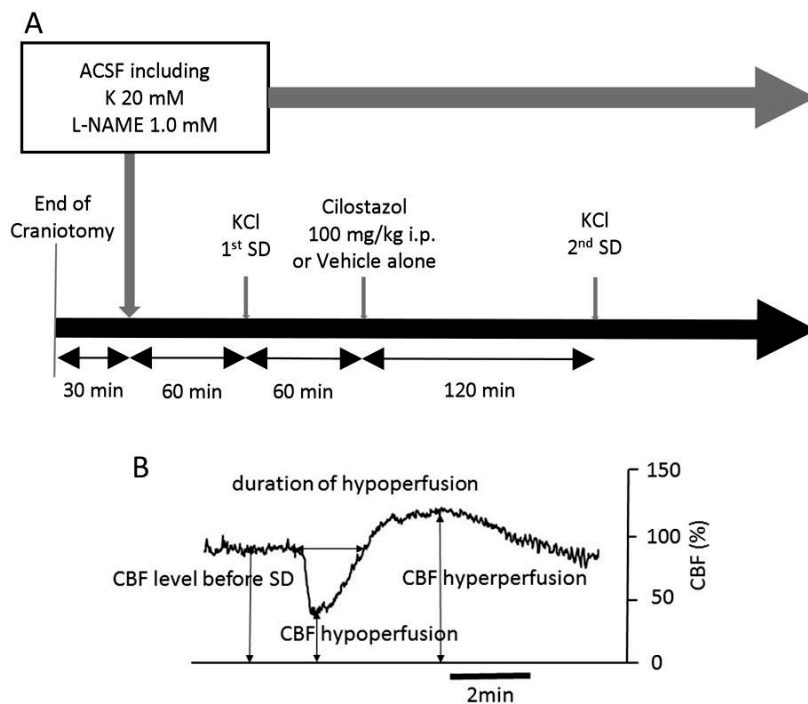 A
ACSF including
K 20 mM
L-NAME 1.0 mM
End of
Craniotomy
KCl
1st SD
Cilostazol
100 mg/kg i.p.
or Vehicle alone
KCl
2nd SD
30 min
60 min
60 min
120 min
B
duration of hypoperfusion
CBF level before SD
CBF hypoperfusion
CBF hyperperfusion
150
100
50
0
CBF (%)
2min